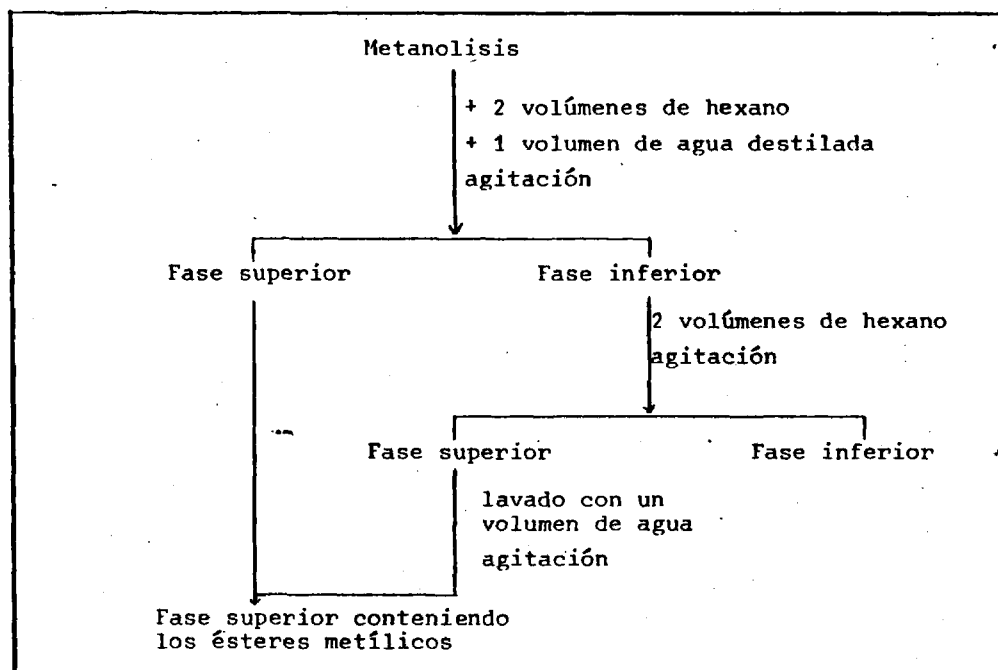 Metanolisis
+ 2 volúmenes de hexano
+ 1 volumen de agua destilada
agitación
Fase superior
Fase inferior
2 volúmenes de hexano
agitación
Fase superior
Fase inferior
lavado con un
volumen de agua
agitación
Fase superior conteniendo
los ésteres metílicos